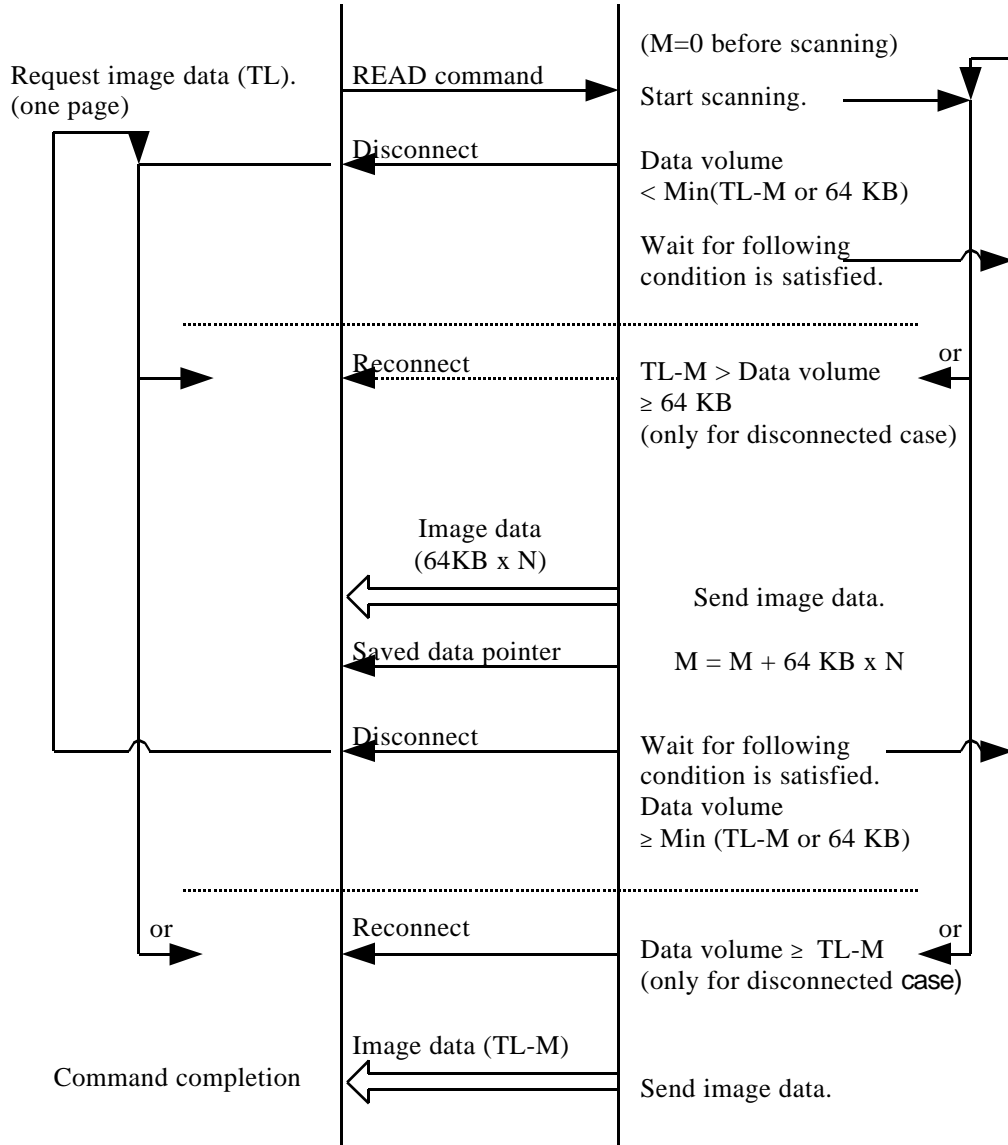 (M=0 before scanning)
Request image data (TL).
(one page)
READ command
Start scanning.
Disconnect
Data volume
< Min(TL-M or 64 KB)
Wait for following
condition is satisfied.
Reconnect
TL-M > Data volume
≥ 64 KB
(only for disconnected case)
or
Image data
(64KB x N)
Send image data.
Saved data pointer
M = M + 64 KB x N
Disconnect
Wait for following
condition is satisfied.
Data volume
≥ Min (TL-M or 64 KB)
or
Reconnect
or
Data volume ≥ TL-M
(only for disconnected case)
Image data (TL-M)
Command completion
Send image data.